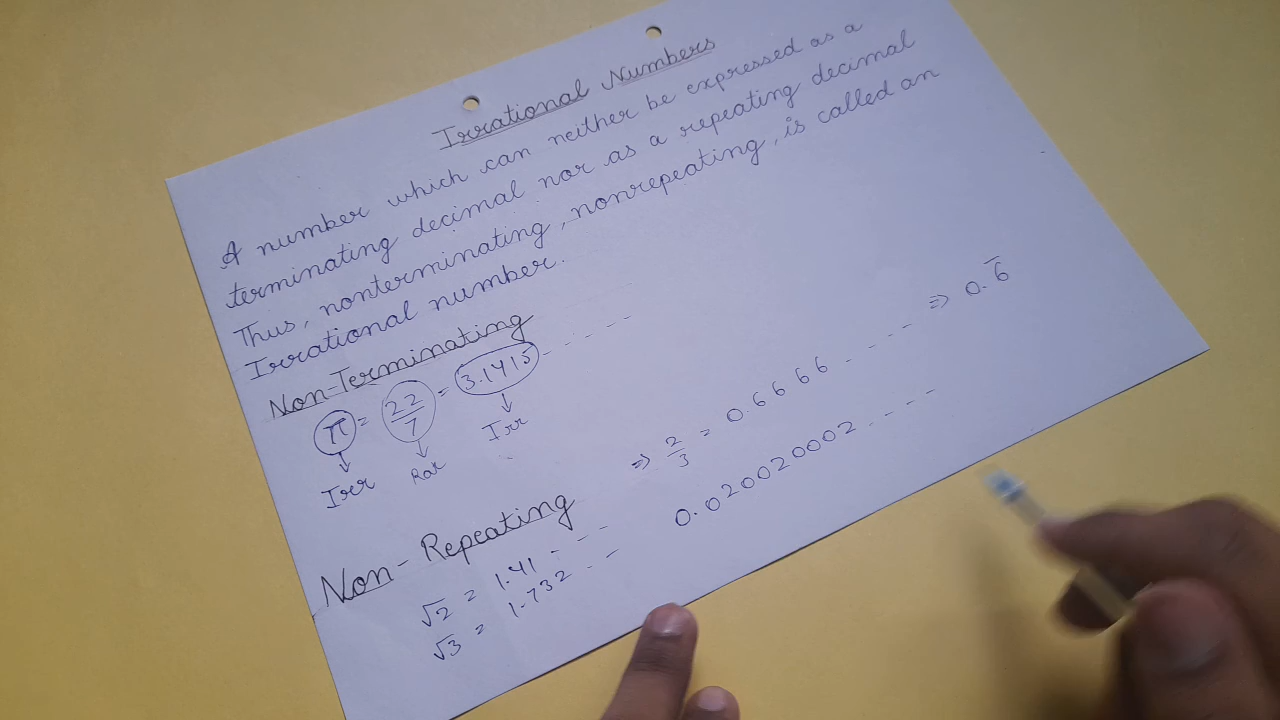 Irrational Numbers
A number which can neither be expressed as a
terminating decimal nor as a repeating decimal
Thus, nonterminating, nonrepeating, is called an
Irrational number.
Non-Terminating
π = 22/7 = 3.1415 - - - - -
Irr Rat Irr
⇒ 2/3 = 0.6666 - - - - ⇒ 0.6̅
Non-Repeating
0.020020002 - - - -
√2 = 1.41 - - - -
√3 = 1.732 - -